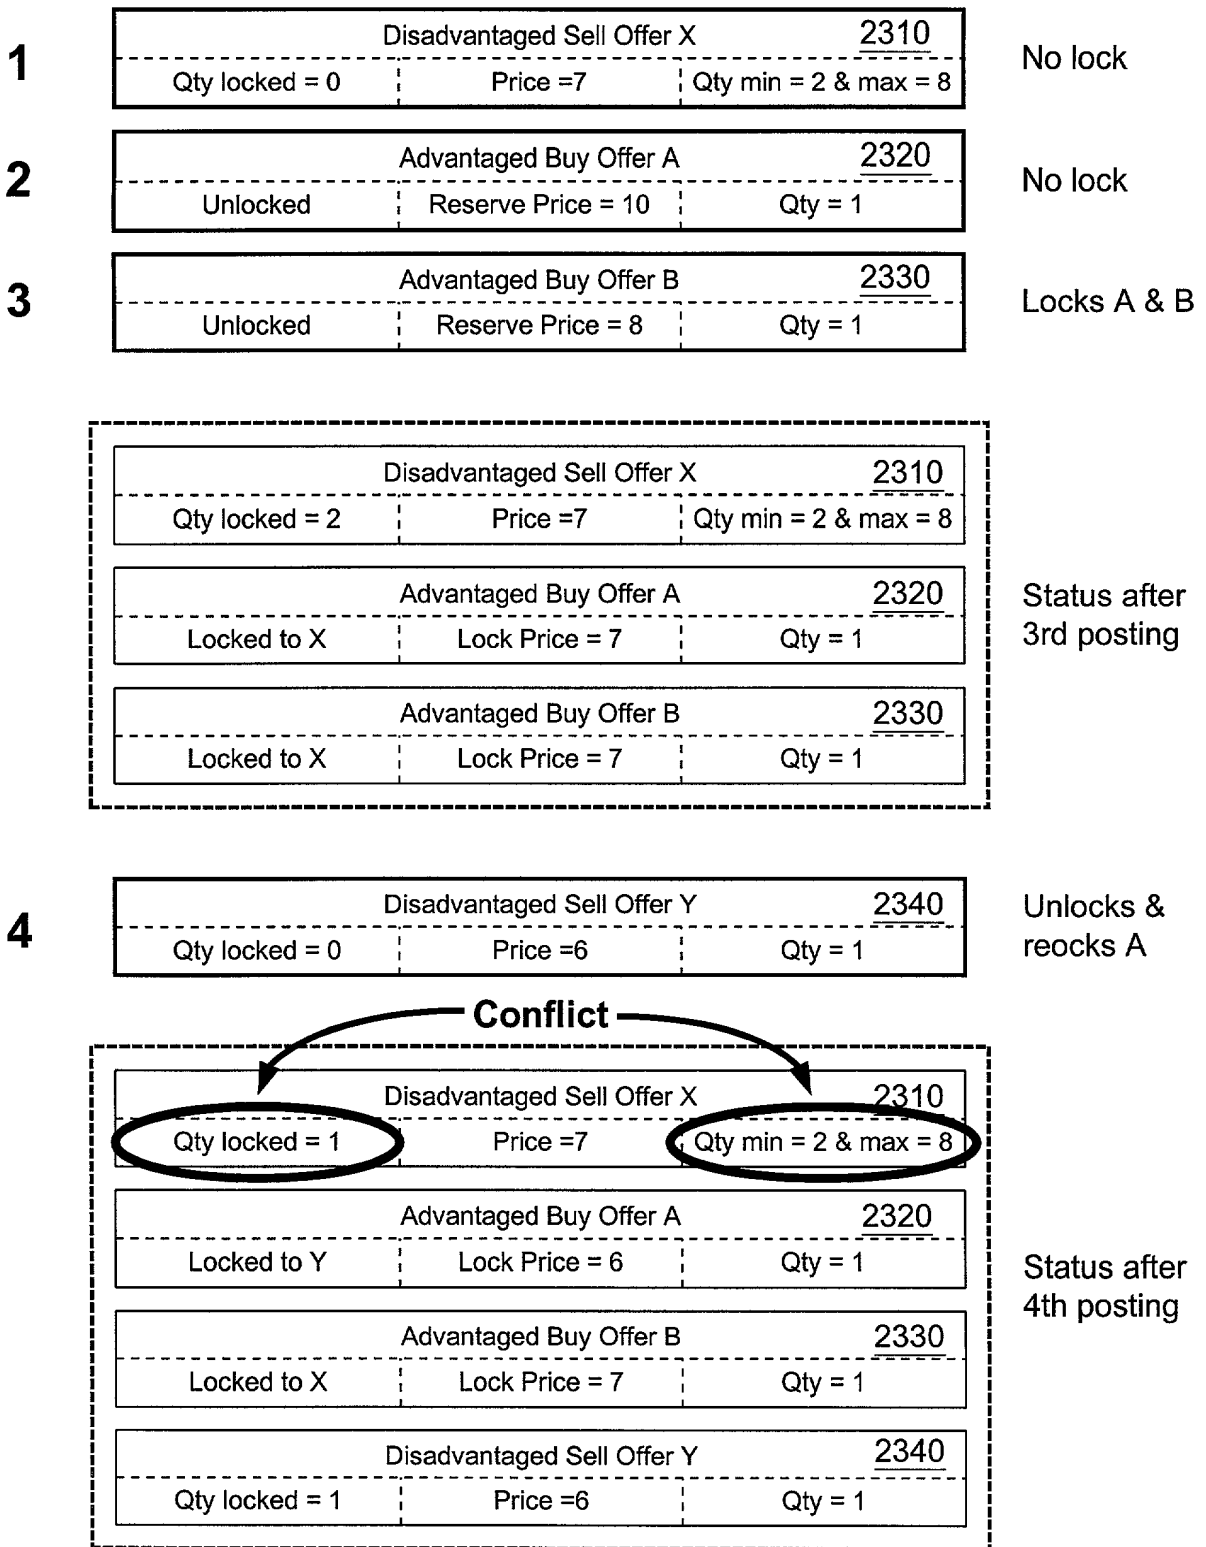 1
Disadvantaged Sell Offer X 2310
Qty locked = 0 Price =7 Qty min = 2 & max = 8
No lock
2
Advantaged Buy Offer A 2320
Unlocked Reserve Price = 10 Qty = 1
No lock
3
Advantaged Buy Offer B 2330
Unlocked Reserve Price = 8 Qty = 1
Locks A & B
Disadvantaged Sell Offer X 2310
Qty locked = 2 Price =7 Qty min = 2 & max = 8
Advantaged Buy Offer A 2320
Locked to X Lock Price = 7 Qty = 1
Advantaged Buy Offer B 2330
Locked to X Lock Price = 7 Qty = 1
Status after
3rd posting
4
Disadvantaged Sell Offer Y 2340
Qty locked = 0 Price =6 Qty = 1
Unlocks &
reocks A
Conflict
Disadvantaged Sell Offer X 2310
Qty locked = 1 Price =7 Qty min = 2 & max = 8
Advantaged Buy Offer A 2320
Locked to Y Lock Price = 6 Qty = 1
Advantaged Buy Offer B 2330
Locked to X Lock Price = 7 Qty = 1
Disadvantaged Sell Offer Y 2340
Qty locked = 1 Price =6 Qty = 1
Status after
4th posting